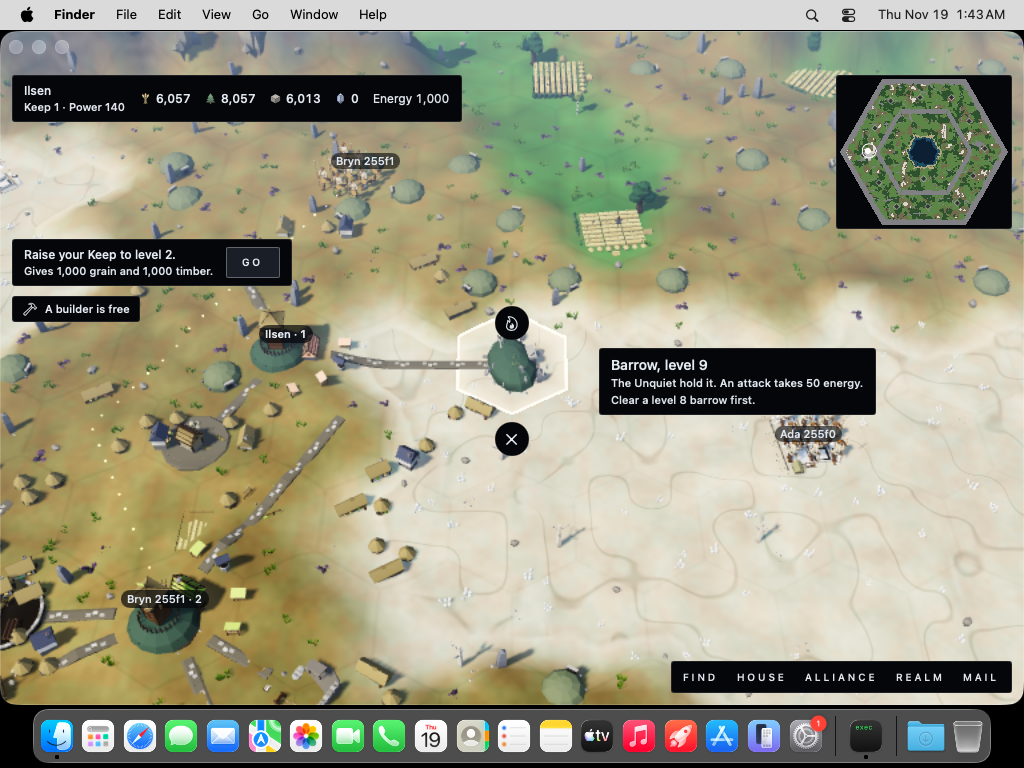 Finder File Edit View Go Window Help Thu Nov 19 1:43 AM
Ilsen
Keep 1 · Power 140
6,057 8,057 6,013 0 Energy 1,000
Bryn 255f1
Raise your Keep to level 2.
Gives 1,000 grain and 1,000 timber.
GO
A builder is free
Ilsen · 1
Barrow, level 9
The Unquiet hold it. An attack takes 50 energy.
Clear a level 8 barrow first.
Ada 255f0
Bryn 255f1 · 2
FIND HOUSE ALLIANCE REALM MAIL
Thu
19
tv
1
exec